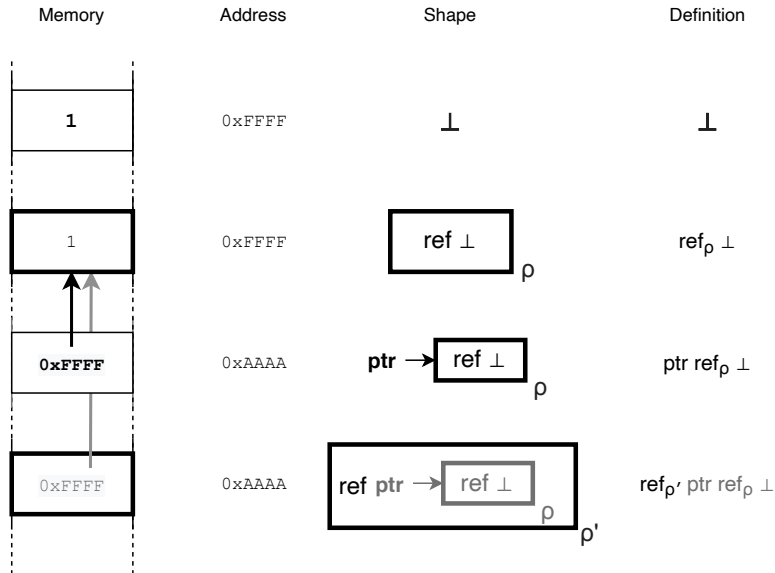 Memory Address Shape Definition
1 0xFFFF ⊥ ⊥
1 0xFFFF ref ⊥ ρ refρ ⊥
0xFFFF 0xAAAA ptr ref ⊥ ρ ptr refρ ⊥
0xFFFF 0xAAAA ref ptr ref ⊥ ρ ρ' refρ' ptr refρ ⊥